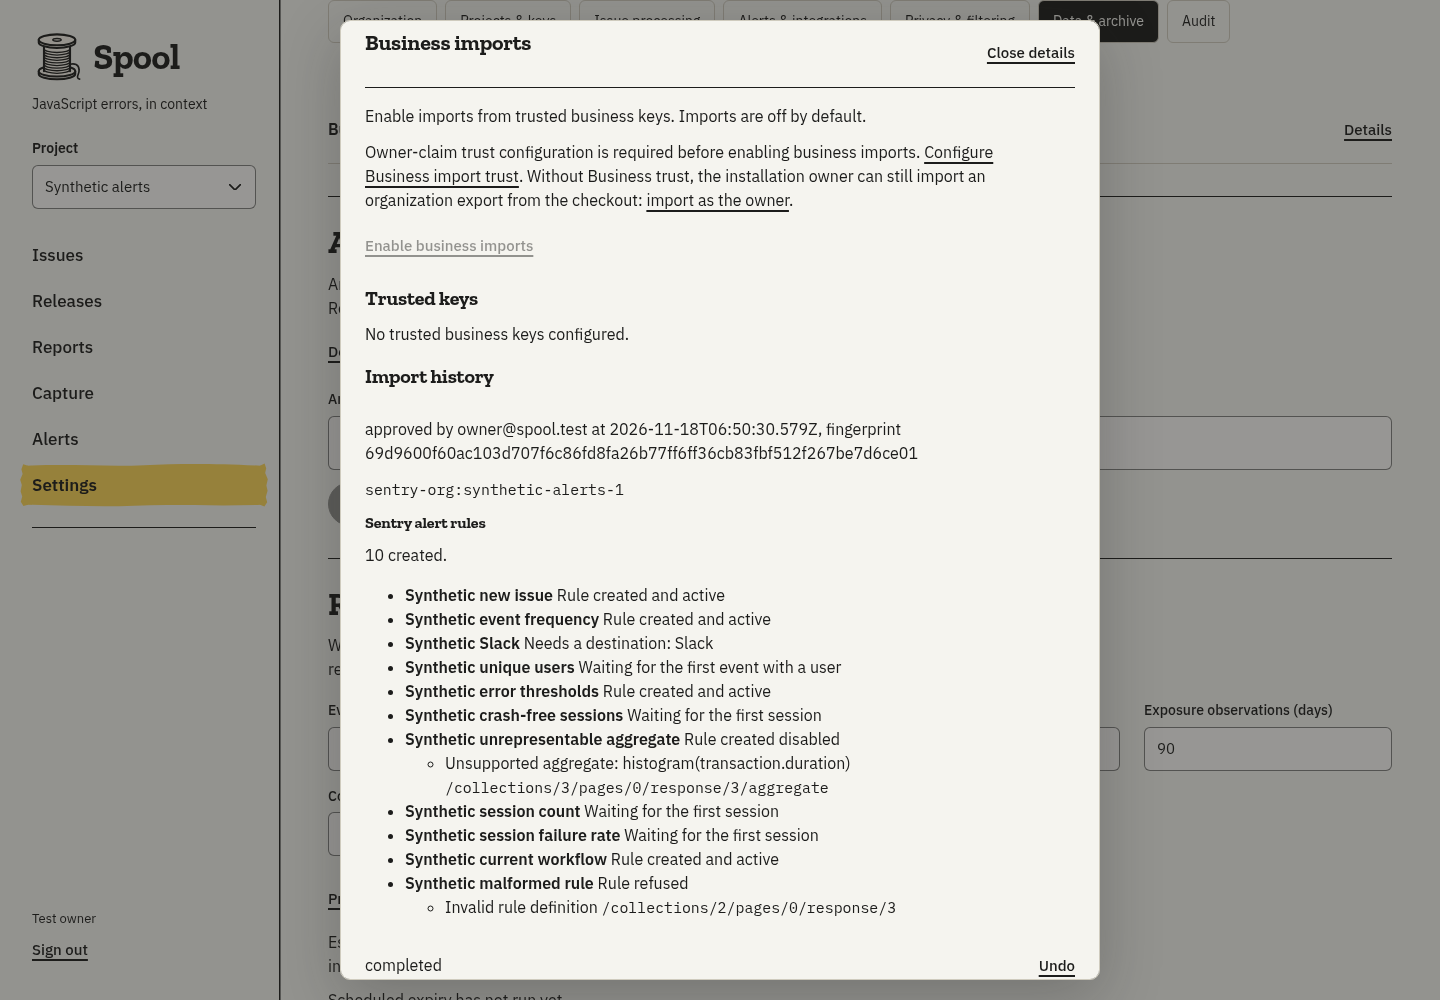 Spool
JavaScript errors, in context
Project
Synthetic alerts
Issues
Releases
Reports
Capture
Alerts
Settings
Test owner
Sign out
Organization
Projects & keys
Issue processing
Alerts & integrations
Privacy & filtering
Data & archive
Audit
Details
Business imports
Close details
Enable imports from trusted business keys. Imports are off by default.
Owner-claim trust configuration is required before enabling business imports. Configure
Business import trust. Without Business trust, the installation owner can still import an
organization export from the checkout: import as the owner.
Enable business imports
Trusted keys
No trusted business keys configured.
Import history
approved by owner@spool.test at 2026-11-18T06:50:30.579Z, fingerprint
69d9600f60ac103d707f6c86fd8fa26b77ff6ff36cb83fbf512f267be7d6ce01
sentry-org:synthetic-alerts-1
Sentry alert rules
10 created.
Synthetic new issue Rule created and active
Synthetic event frequency Rule created and active
Synthetic Slack Needs a destination: Slack
Synthetic unique users Waiting for the first event with a user
Synthetic error thresholds Rule created and active
Synthetic crash-free sessions Waiting for the first session
Synthetic unrepresentable aggregate Rule created disabled
Unsupported aggregate: histogram(transaction.duration)
/collections/3/pages/0/response/3/aggregate
Synthetic session count Waiting for the first session
Synthetic session failure rate Waiting for the first session
Synthetic current workflow Rule created and active
Synthetic malformed rule Rule refused
Invalid rule definition /collections/2/pages/0/response/3
completed
Undo
Exposure observations (days)
90
Scheduled expiry has not run yet